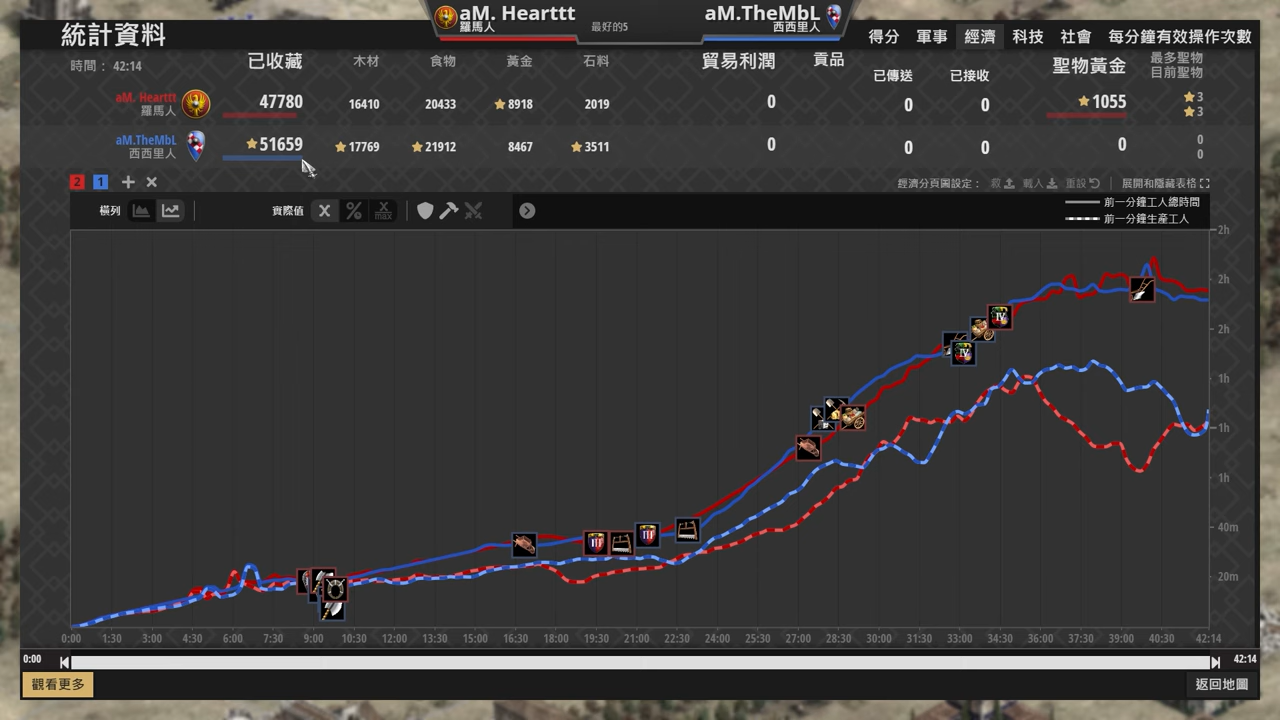 aM. Hearttt
羅馬人
最好的5
aM.TheMbL
西西里人
統計資料
得分 軍事 經濟 科技 社會 每分鐘有效操作次數
時間： 42:14
已收藏 木材 食物 黃金 石料 貿易利潤 貢品 已傳送 已接收 聖物黃金 最多聖物
目前聖物
aM. Hearttt
羅馬人
47780 16410 20433 8918 2019 0 0 0 1055 3
3
aM.TheMbL
西西里人
51659 17769 21912 8467 3511 0 0 0 0 0
0
2 1
經濟分頁圖設定： 載入 重設 展開和隱藏表格
橫列 實際值 X % X
max
前一分鐘工人總時間
前一分鐘生產工人
2h
2h
2h
1h
1h
1h
40m
20m
III III IV IV
0:00 1:30 3:00 4:30 6:00 7:30 9:00 10:30 12:00 13:30 15:00 16:30 18:00 19:30 21:00 22:30 24:00 25:30 27:00 28:30 30:00 31:30 33:00 34:30 36:00 37:30 39:00 40:30 42:14
0:00 42:14
觀看更多 返回地圖